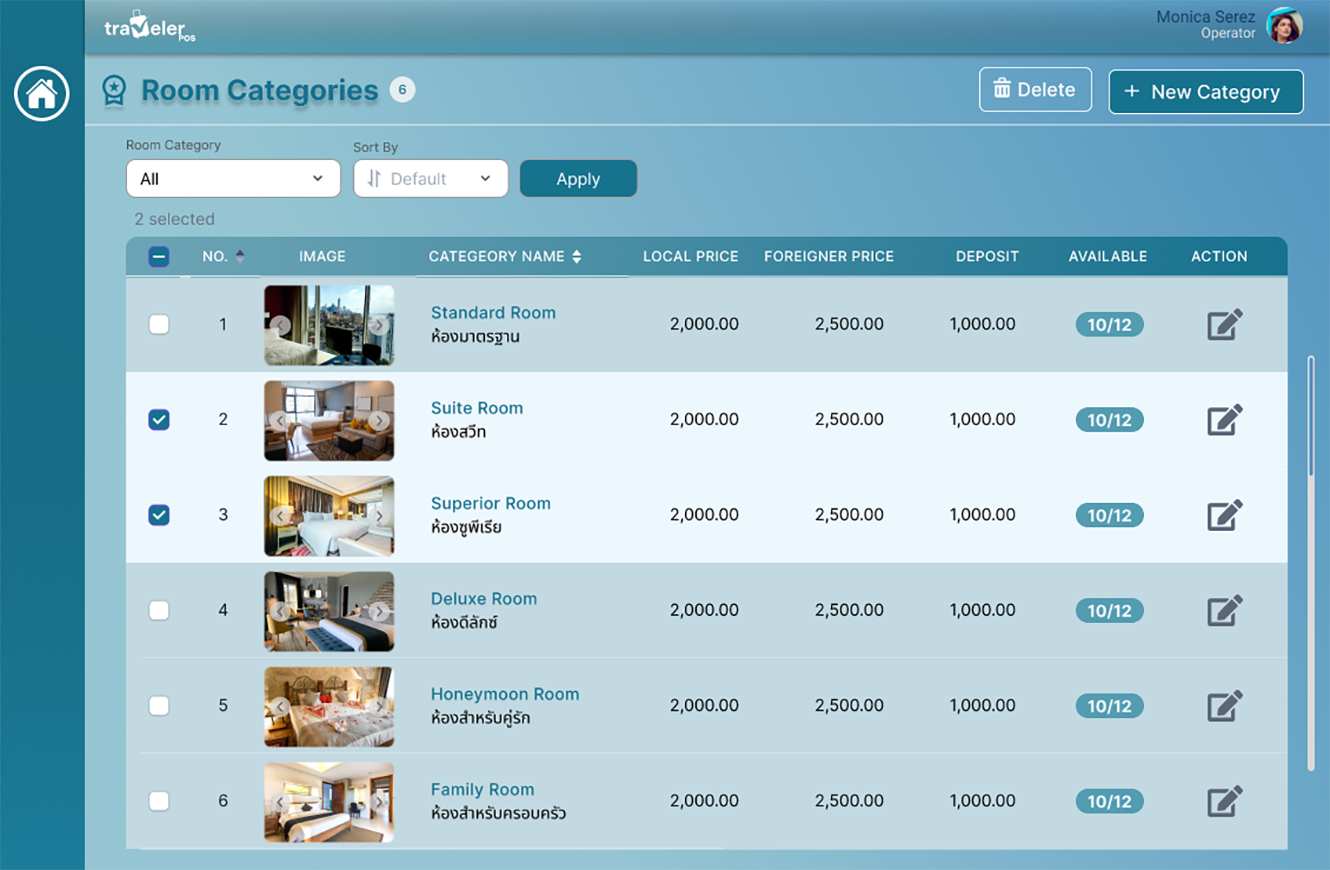 traveler
POS
Monica Serez
Operator
Room Categories 6
Delete
+ New Category
Room Category
Sort By
All
Default
Apply
2 selected
NO. IMAGE CATEGEORY NAME LOCAL PRICE FOREIGNER PRICE DEPOSIT AVAILABLE ACTION
1 Standard Room 2,000.00 2,500.00 1,000.00 10/12
ห้องมาตรฐาน
2 Suite Room 2,000.00 2,500.00 1,000.00 10/12
ห้องสวีท
3 Superior Room 2,000.00 2,500.00 1,000.00 10/12
ห้องซูพีเรีย
4 Deluxe Room 2,000.00 2,500.00 1,000.00 10/12
ห้องดีลักซ์
5 Honeymoon Room 2,000.00 2,500.00 1,000.00 10/12
ห้องสำหรับคู่รัก
6 Family Room 2,000.00 2,500.00 1,000.00 10/12
ห้องสำหรับครอบครัว